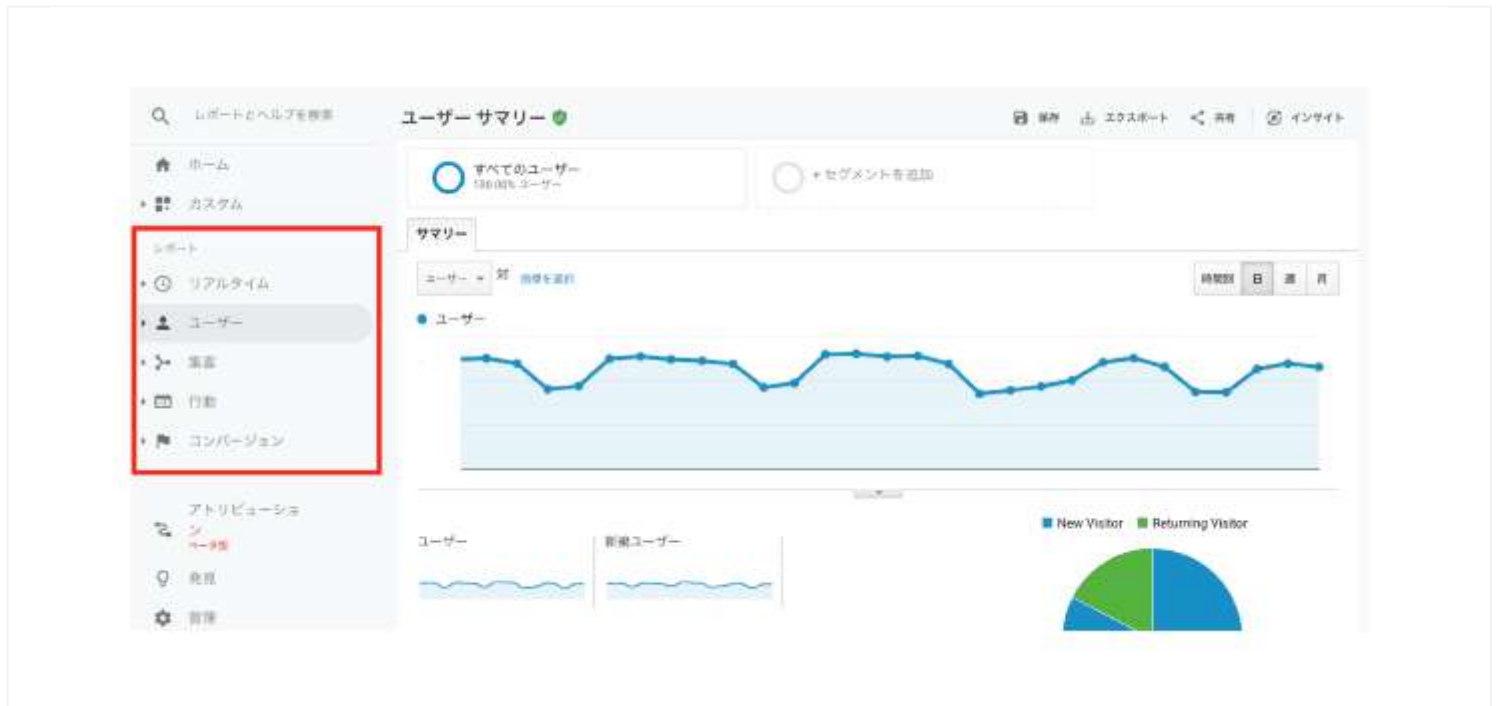 レポートとヘルプを検索
ユーザー サマリー
保存
エクスポート
共有
インサイト
ホーム
カスタム
レポート
リアルタイム
ユーザー
集客
行動
コンバージョン
アトリビューショ
ン
ベータ版
発見
管理
すべてのユーザー
100.00% ユーザー
+ セグメントを追加
サマリー
ユーザー
対
指標を選択
時間別
日
週
月
ユーザー
ユーザー
新規ユーザー
New Visitor
Returning Visitor